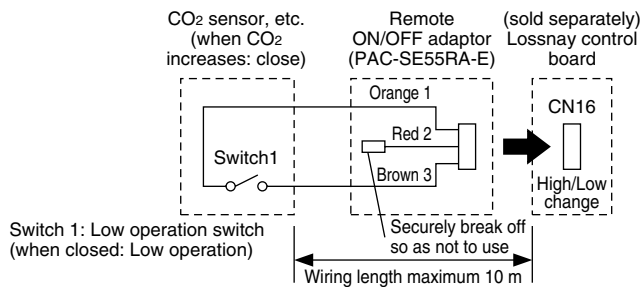 CO2 sensor, etc.
(when CO2
increases: close)
Remote
ON/OFF adaptor
(PAC-SE55RA-E)
(sold separately)
Lossnay control
board
Orange 1
Red 2
Brown 3
Switch1
CN16
High/Low
change
Switch 1: Low operation switch
(when closed: Low operation)
Securely break off
so as not to use
Wiring length maximum 10 m